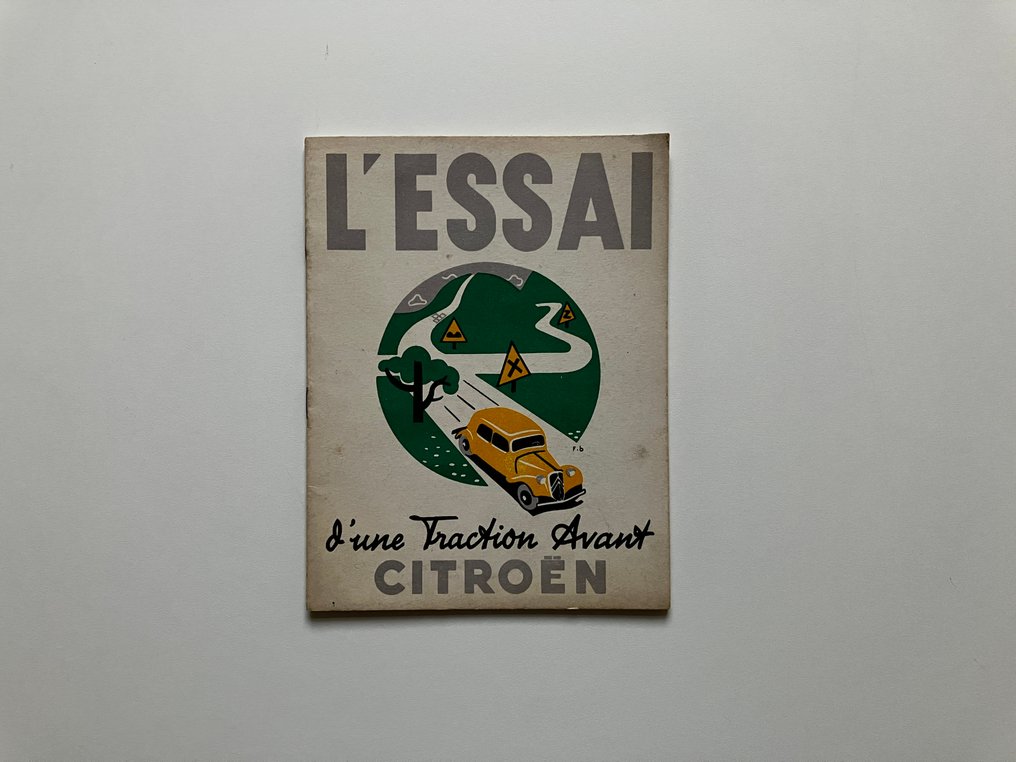 L'ESSAI
r.b
d'une Traction Avant
CITROËN